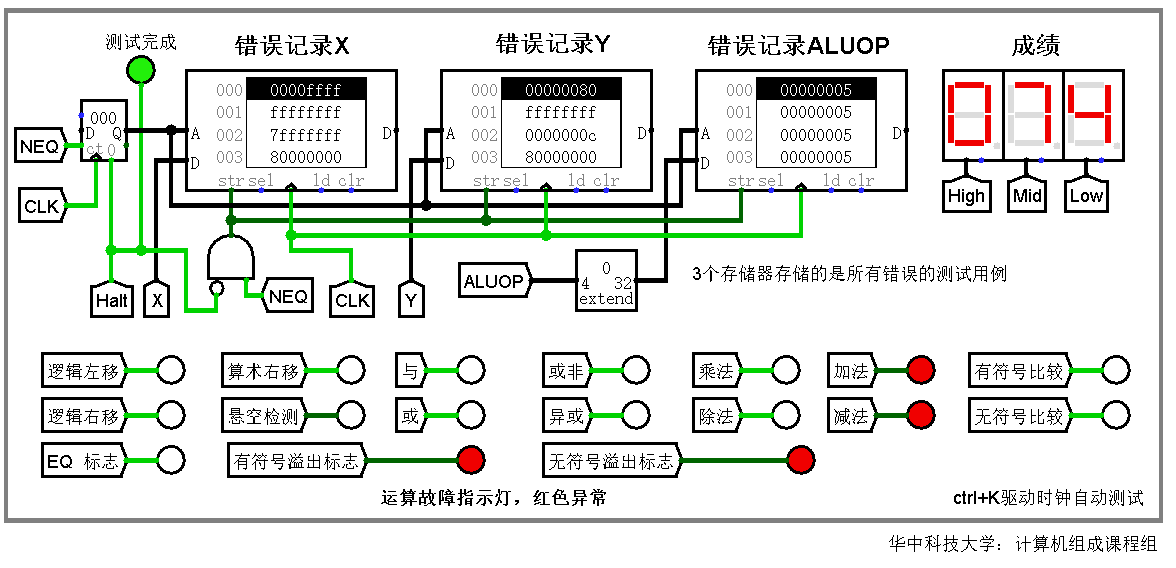 测试完成
错误记录X
错误记录Y
错误记录ALUOP
成绩
000 0000ffff
001 ffffffff
002 7fffffff
003 80000000
A
D
D
str sel ld clr
000 00000080
001 ffffffff
002 0000000c
003 80000000
A
D
D
str sel ld clr
000 00000005
001 00000005
002 00000005
003 00000005
A
D
D
str sel ld clr
074
NEQ
000
D Q
ct 0
CLK
High
Mid
Low
Halt
X
NEQ
CLK
Y
ALUOP
0
4 32
extend
3个存储器存储的是所有错误的测试用例
逻辑左移
算术右移
与
或非
乘法
加法
有符号比较
逻辑右移
悬空检测
或
异或
除法
减法
无符号比较
EQ 标志
有符号溢出标志
无符号溢出标志
运算故障指示灯，红色异常
ctrl+K驱动时钟自动测试
华中科技大学：计算机组成课程组